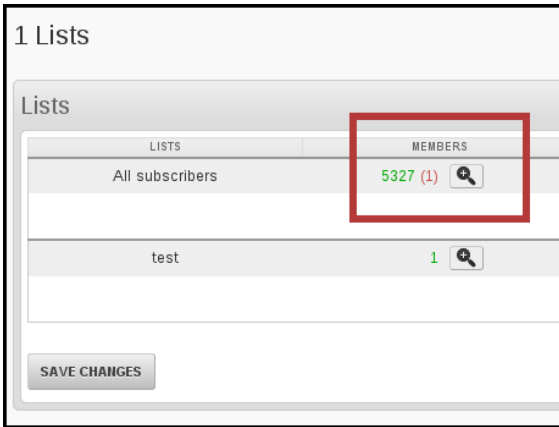 1 Lists
Lists
LISTS MEMBERS
All subscribers 5327 (1)
test 1
SAVE CHANGES